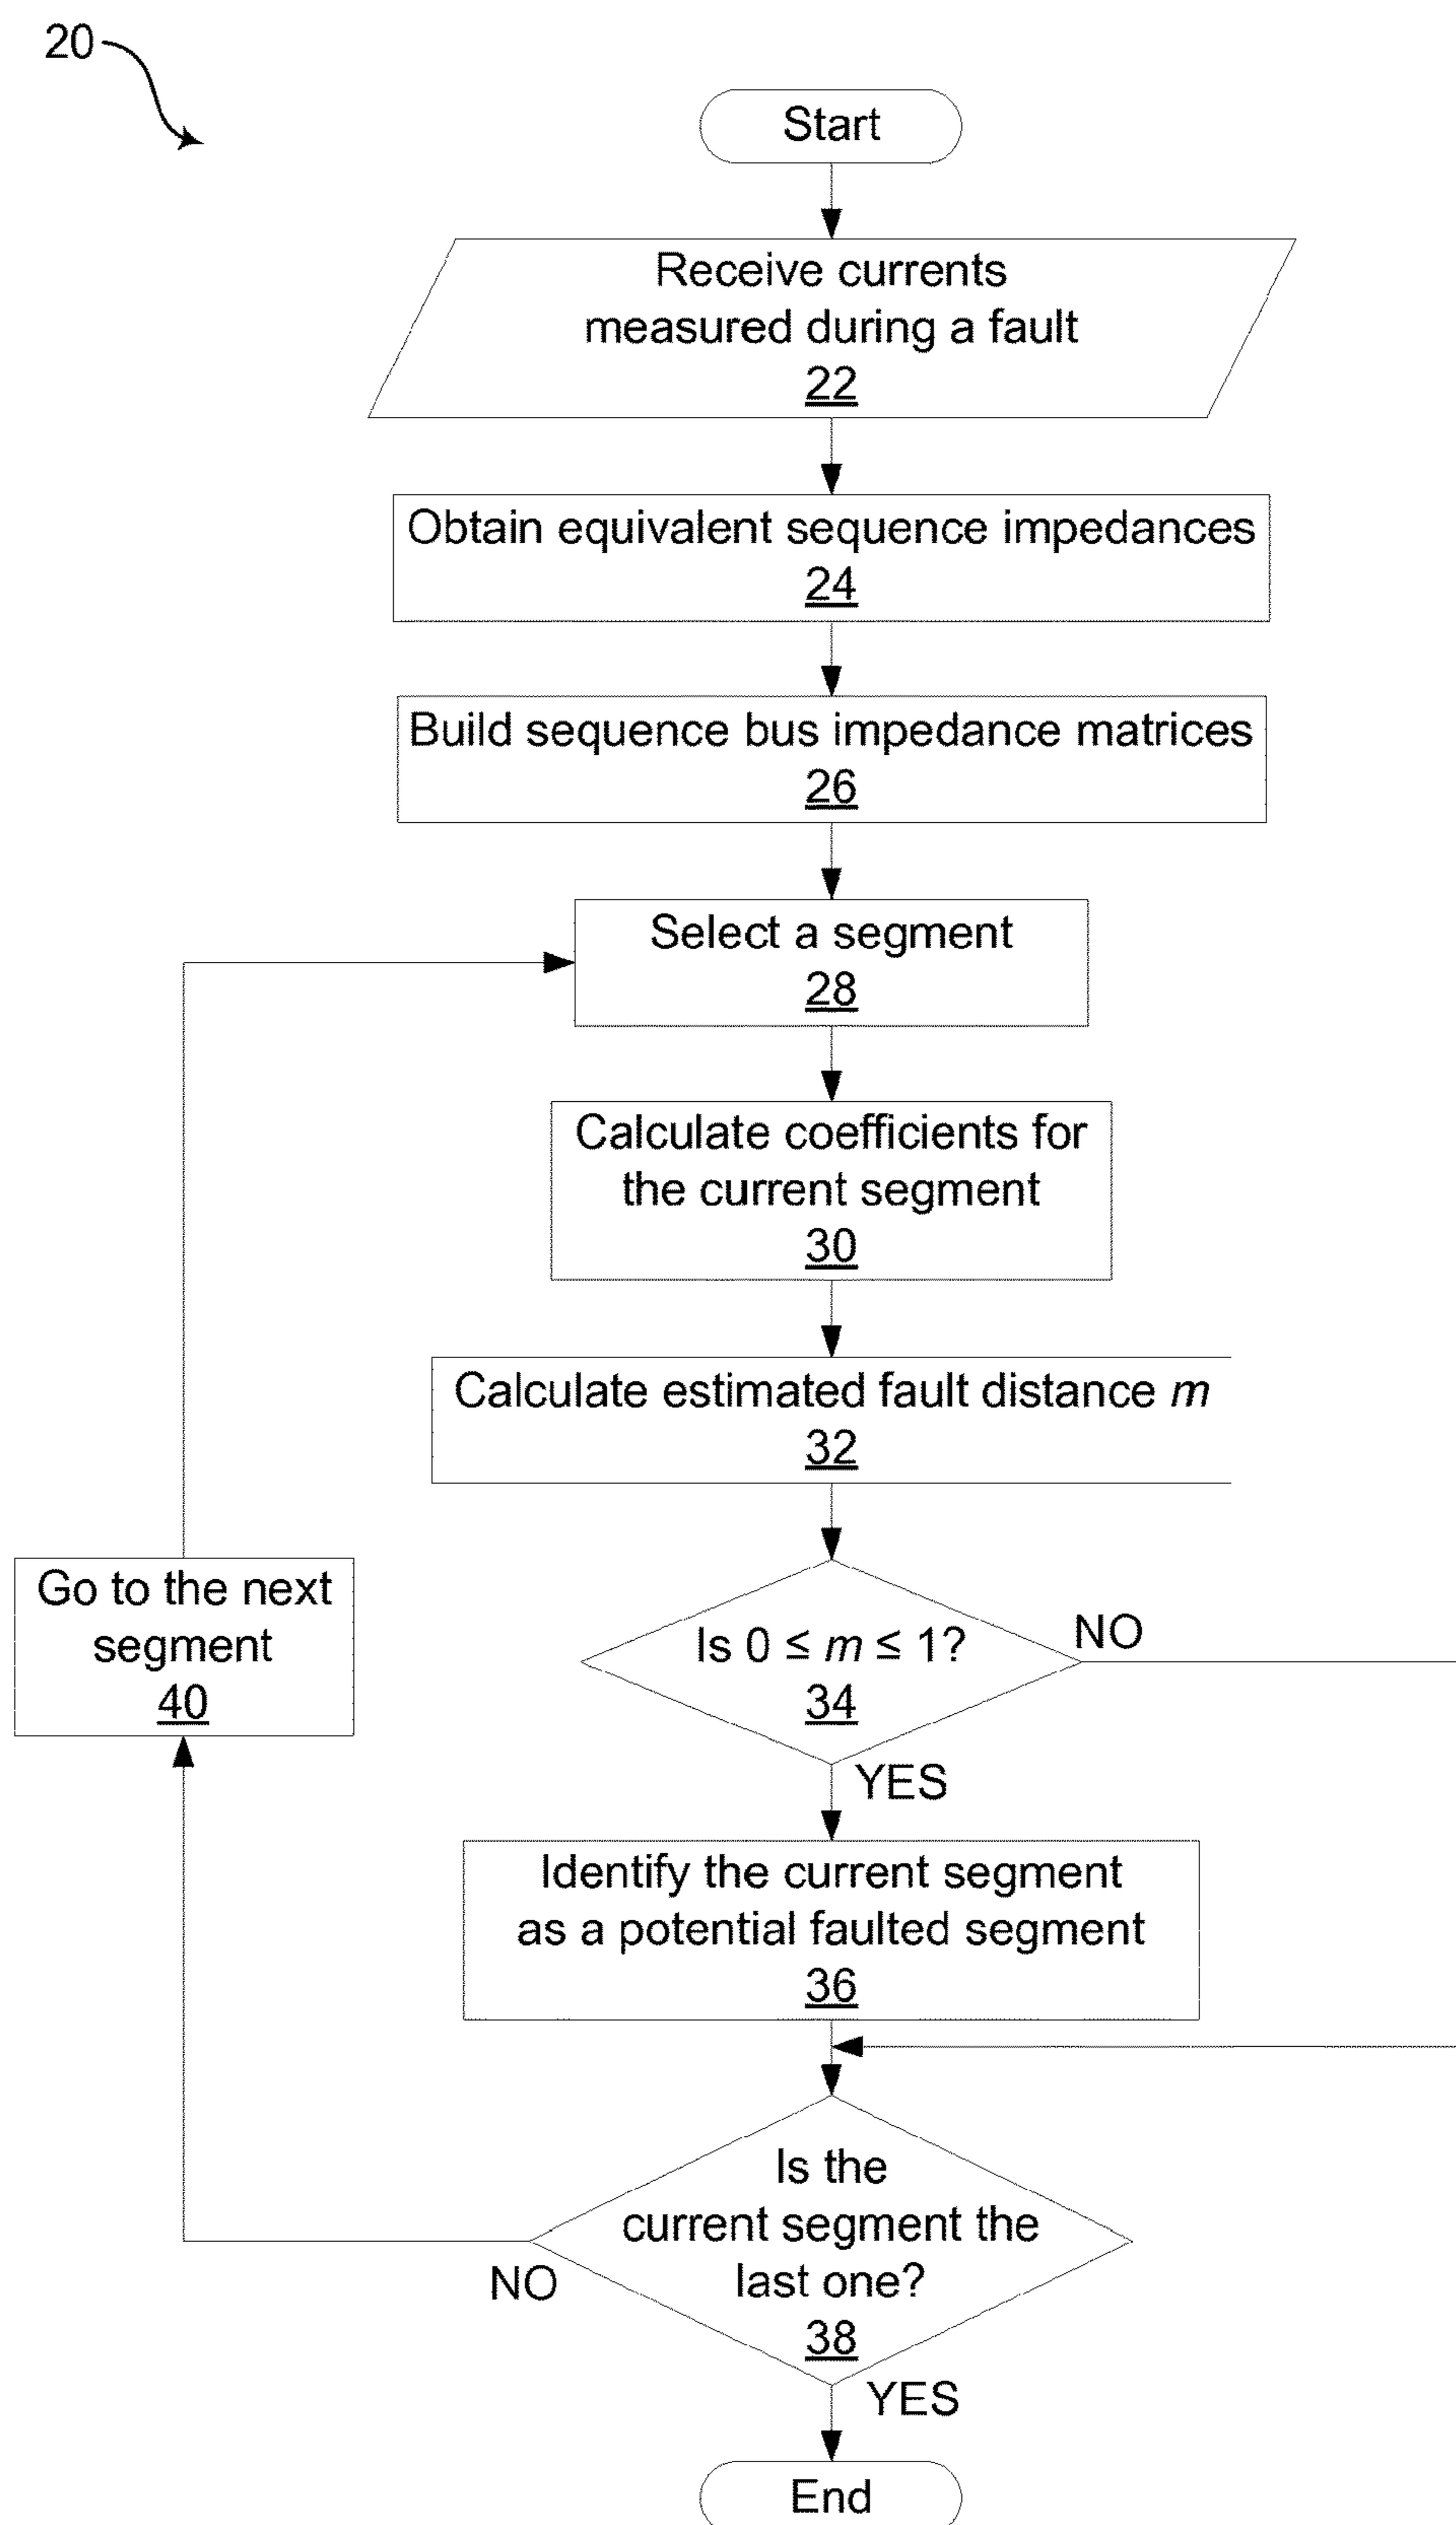 20
Start
Receive currents
measured during a fault
22
Obtain equivalent sequence impedances
24
Build sequence bus impedance matrices
26
Select a segment
28
Calculate coefficients for
the current segment
30
Calculate estimated fault distance m
32
Go to the next
segment
40
Is 0 ≤ m ≤ 1?
34
NO
YES
Identify the current segment
as a potential faulted segment
36
Is the
current segment the
last one?
38
NO
YES
End